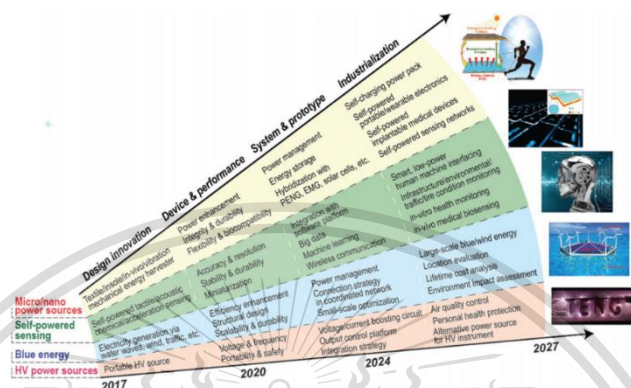 Design innovation
Device & performance
System & prototype
Industrialization
Micro/nano
power sources
Textile/insole/in-vivo/vibration
mechanical energy harvester
Power enhancement
Integrity & durability
Flexibility & biocompatibility
Power management
Energy storage
Hybridization with
PENG, EMG, solar cells, etc.
Self-charging power pack
Self-powered
portable/wearable electronics
Self-powered
implantable medical devices
Self-powered sensing networks
Self-powered
sensing
Self-powered tactile/acoustic
chemical/acceleration sensing
Accuracy & resolution
Stability & durability
Minimalization
Integration with
software platform
Big data
Machine learning
Wireless communication
Smart, low-power
human machine interfacing
Infrastructure/environmental/
traffic condition monitoring
in-vitro health monitoring
in-vivo medical biosensing
Blue energy
Electricity generation via
water waves, wind, traffic, etc.
Efficiency enhancement
Structural design
Scalability & durability
Power management
Connection strategy
in coordinated network
Small-scale optimization
Large-scale blue/wind energy
Location evaluation
Lifetime cost analysis
Environment impact assessment
HV power sources
Portable HV source
Voltage & frequency
Portability & safety
Voltage/current boosting circuit
Output control platform
Integration strategy
Air quality control
Personal health protection
Alternative power source
for HV instrument
TENG
2017
2020
2024
2027